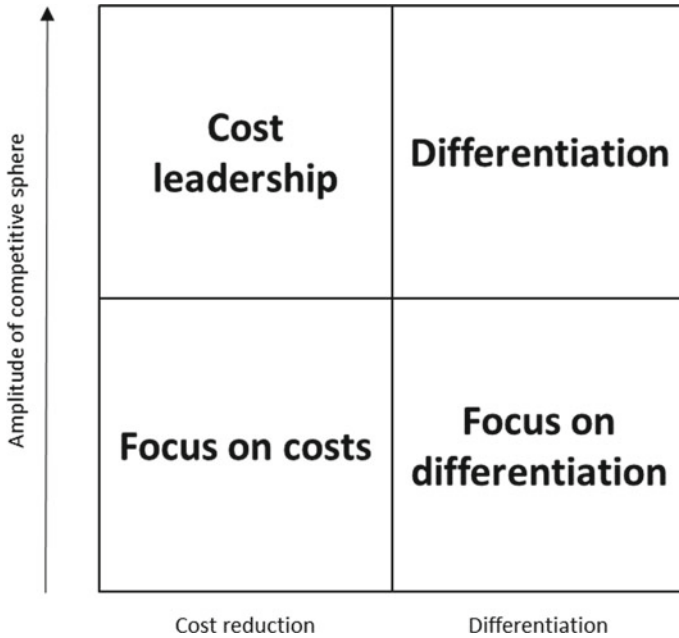 Amplitude of competitive sphere
Cost
leadership
Differentiation
Focus on costs
Focus on
differentiation
Cost reduction
Differentiation